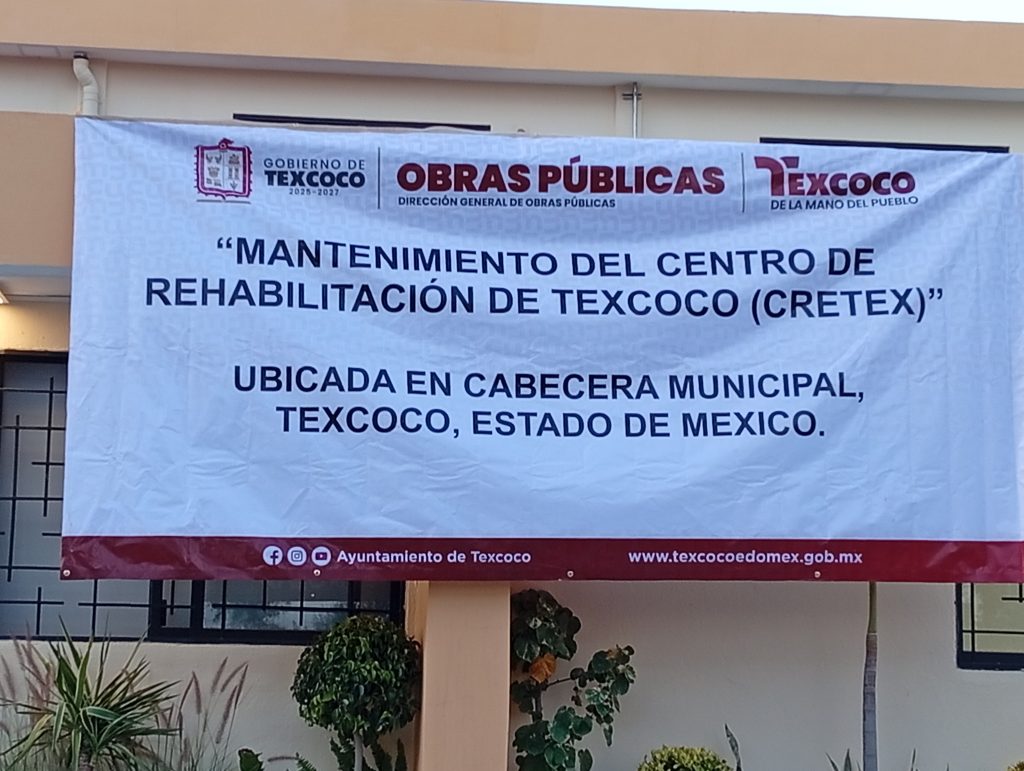 GOBIERNO DE
TEXCOCO
2025-2027
OBRAS PÚBLICAS
DIRECCIÓN GENERAL DE OBRAS PÚBLICAS
TEXCOCO
DE LA MANO DEL PUEBLO
“MANTENIMIENTO DEL CENTRO DE
REHABILITACIÓN DE TEXCOCO (CRETEX)”
UBICADA EN CABECERA MUNICIPAL,
TEXCOCO, ESTADO DE MEXICO.
Ayuntamiento de Texcoco
www.texcocoedomex.gob.mx